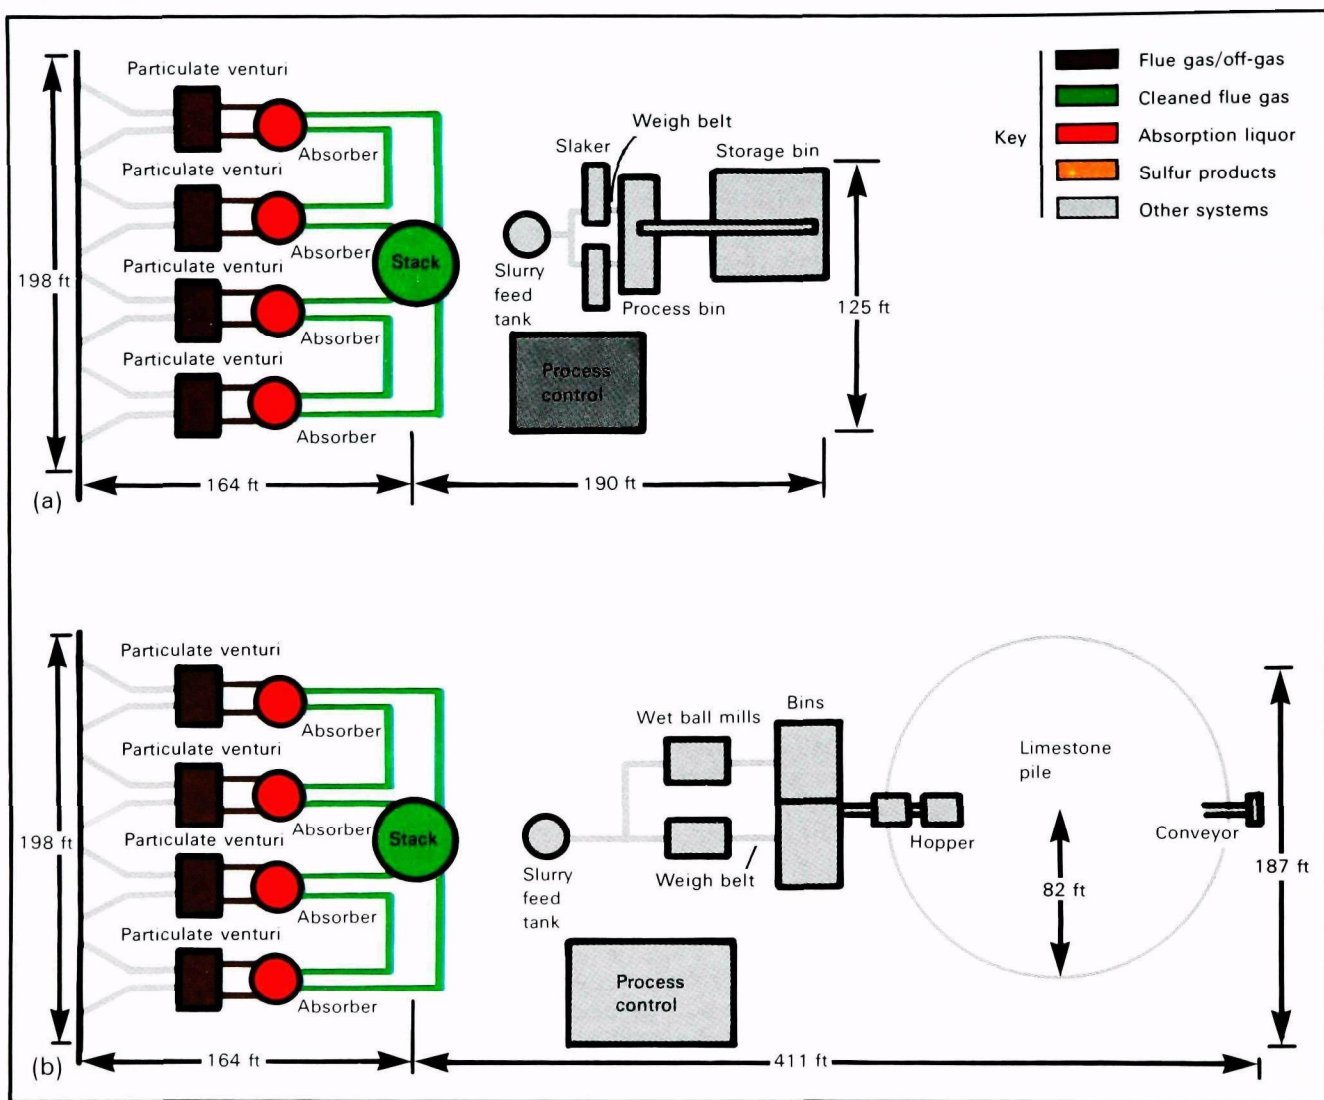 Particulate venturi
Absorber
Particulate venturi
Absorber
Particulate venturi
Absorber
Particulate venturi
Absorber
Stack
198 ft
164 ft
(a)
Slaker
Weigh belt
Storage bin
Slurry
feed
tank
Process bin
Process
control
125 ft
190 ft
Key
Flue gas/off-gas
Cleaned flue gas
Absorption liquor
Sulfur products
Other systems
Particulate venturi
Absorber
Particulate venturi
Absorber
Particulate venturi
Absorber
Particulate venturi
Absorber
Stack
198 ft
164 ft
(b)
Wet ball mills
Bins
Slurry
feed
tank
Weigh belt
Process
control
Limestone
pile
Hopper
Conveyor
82 ft
187 ft
411 ft